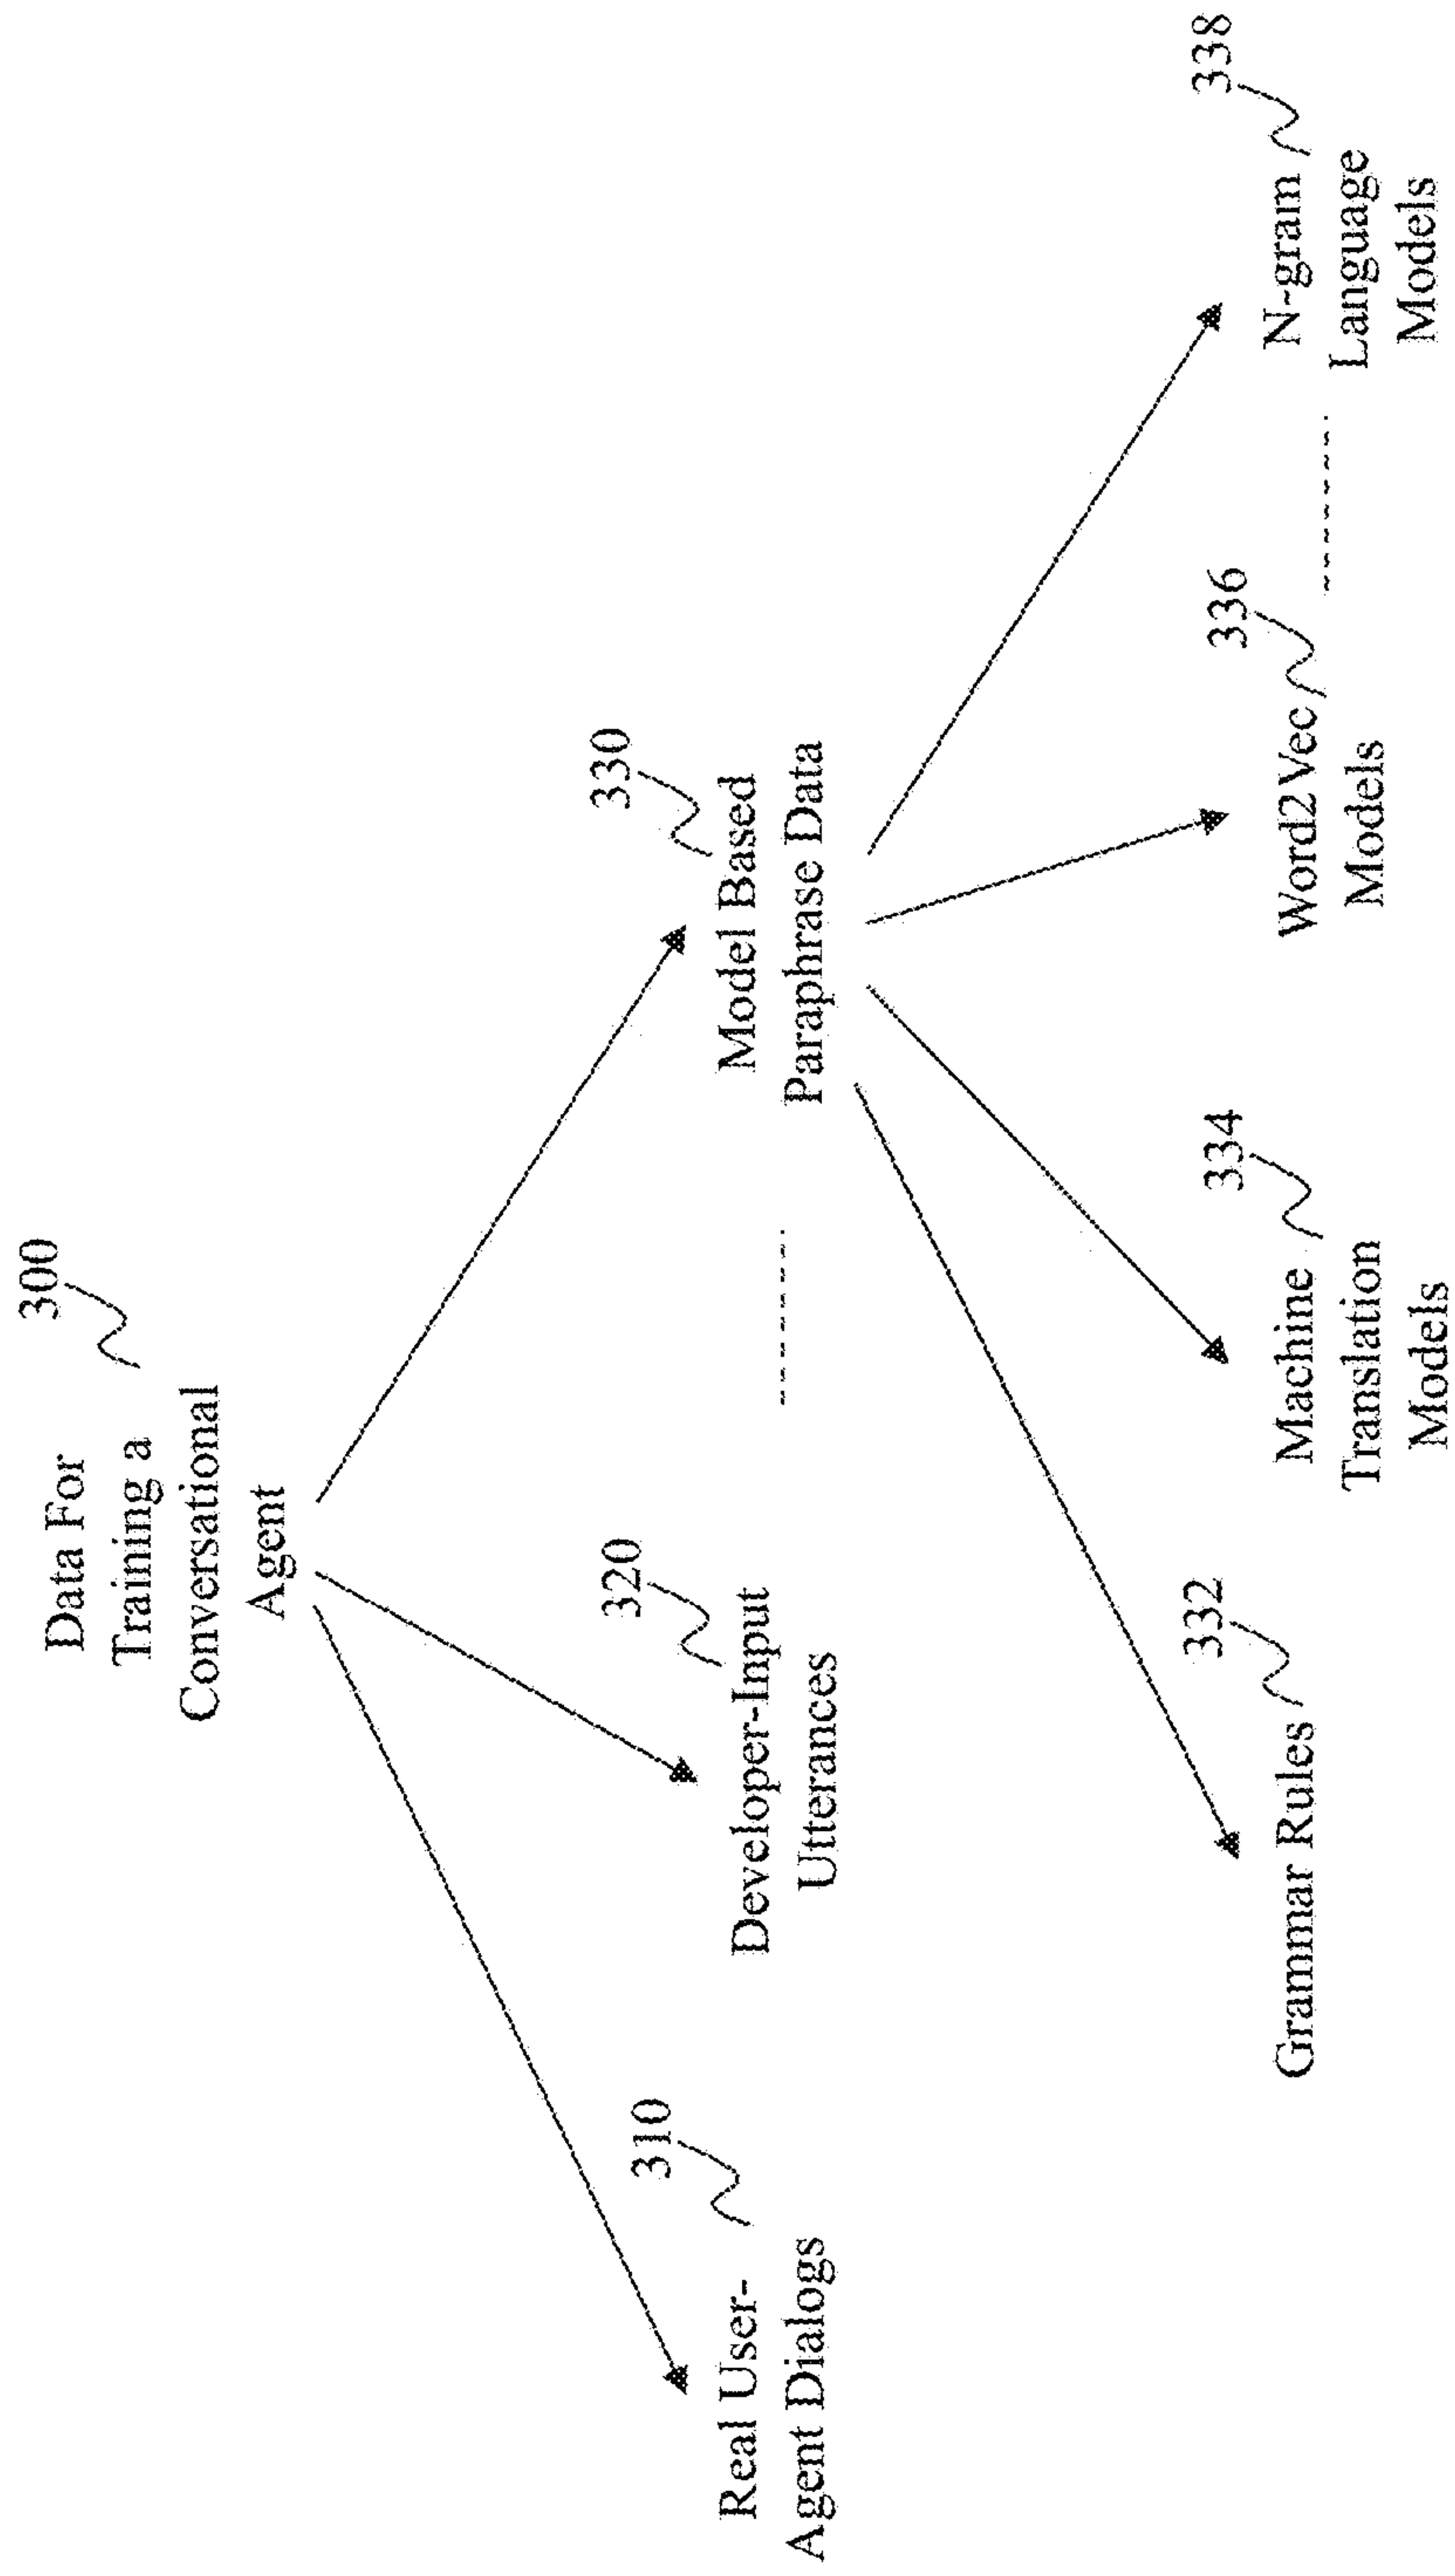 300
Data For
Training a
Conversational
Agent
310
Real User-
Agent Dialogs
320
Developer-Input
Utterances
330
Model Based
Paraphrase Data
332
Grammar Rules
334
Machine
Translation
Models
336
Word2Vec
Models
338
N-gram
Language
Models